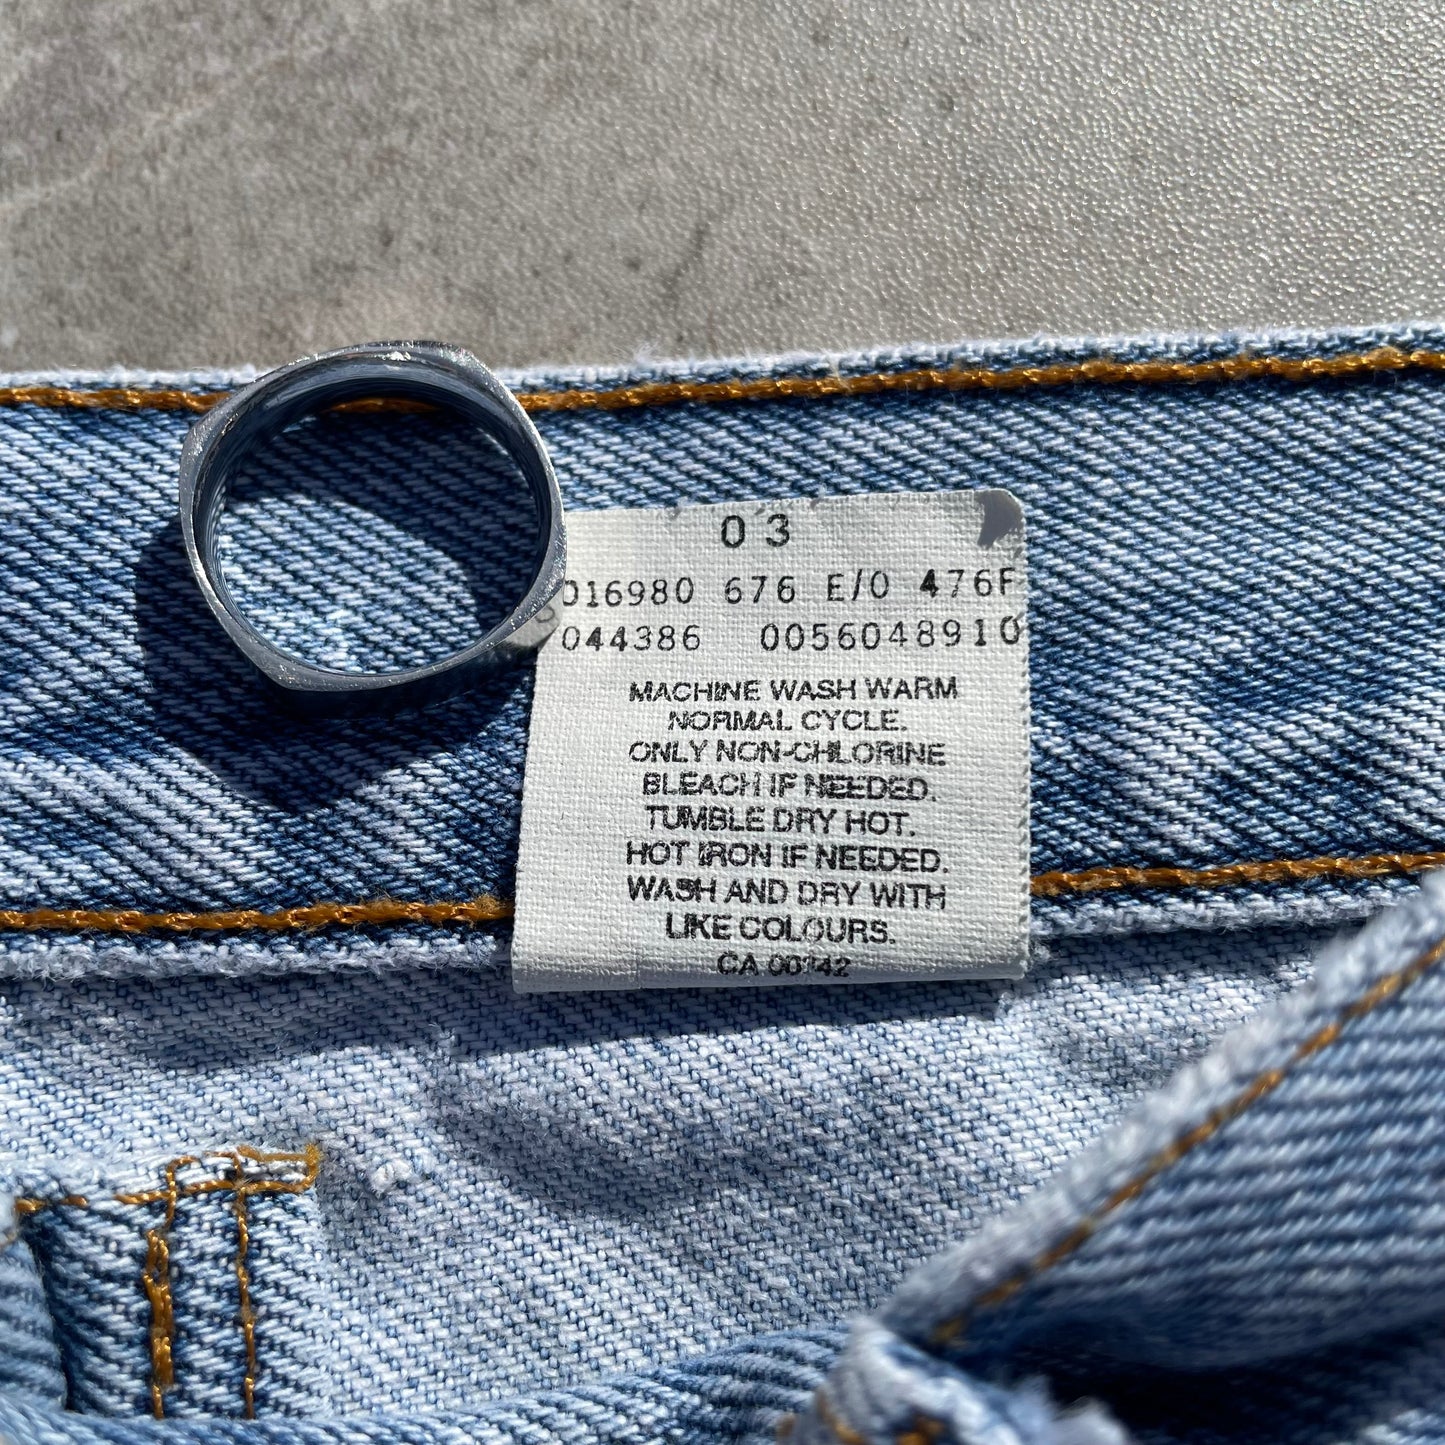 03
016980 676 E/0 476F
044386 0056048910
MACHINE WASH WARM
NORMAL CYCLE.
ONLY NON-CHLORINE
BLEACH IF NEEDED.
TUMBLE DRY HOT.
HOT IRON IF NEEDED.
WASH AND DRY WITH
LIKE COLOURS.
CA